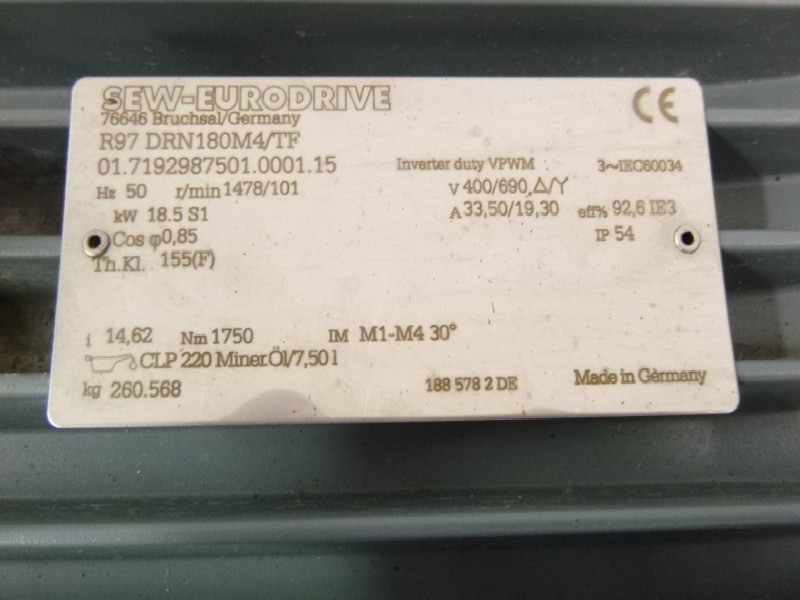 SEW-EURODRIVE CE
76646 Bruchsal/Germany
R97 DRN180M4/TF
01.7192987501.0001.15 Inverter duty VPWM 3~IEC60034
Hz 50 r/min 1478/101 V 400/690 △/Y
kW 18.5 S1 A 33,50/19,30 eff% 92,6 IE3
Cos φ 0,85 IP 54
Th.Kl. 155(F)
i 14,62 Nm 1750 IM M1-M4 30°
CLP 220 Miner.Öl/7,50 l
kg 260.568 188 578 2 DE Made in Germany